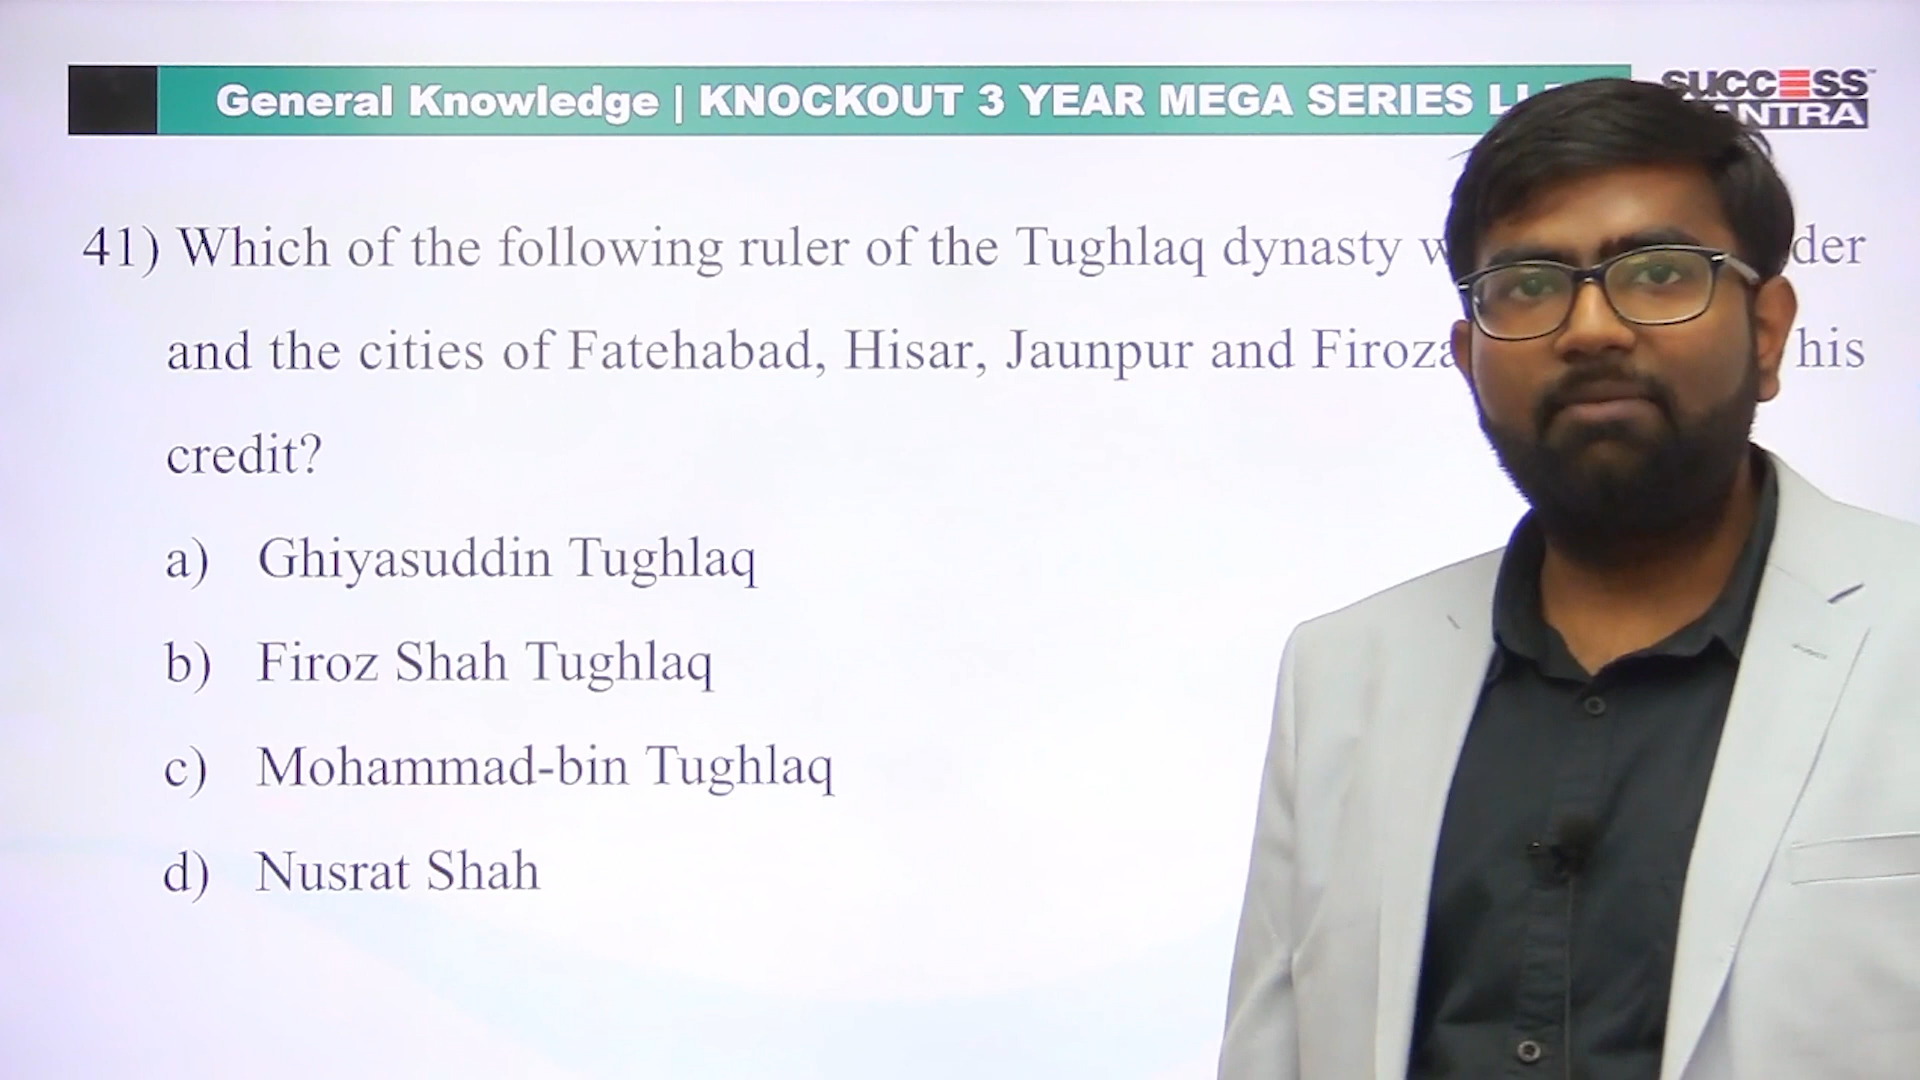 General Knowledge | KNOCKOUT 3 YEAR MEGA SERIES
SUCCESS
41) Which of the following ruler of the Tughlaq dynasty
and the cities of Fatehabad, Hisar, Jaunpur and his
credit?
a) Ghiyasuddin Tughlaq
b) Firoz Shah Tughlaq
c) Mohammad-bin Tughlaq
d) Nusrat Shah